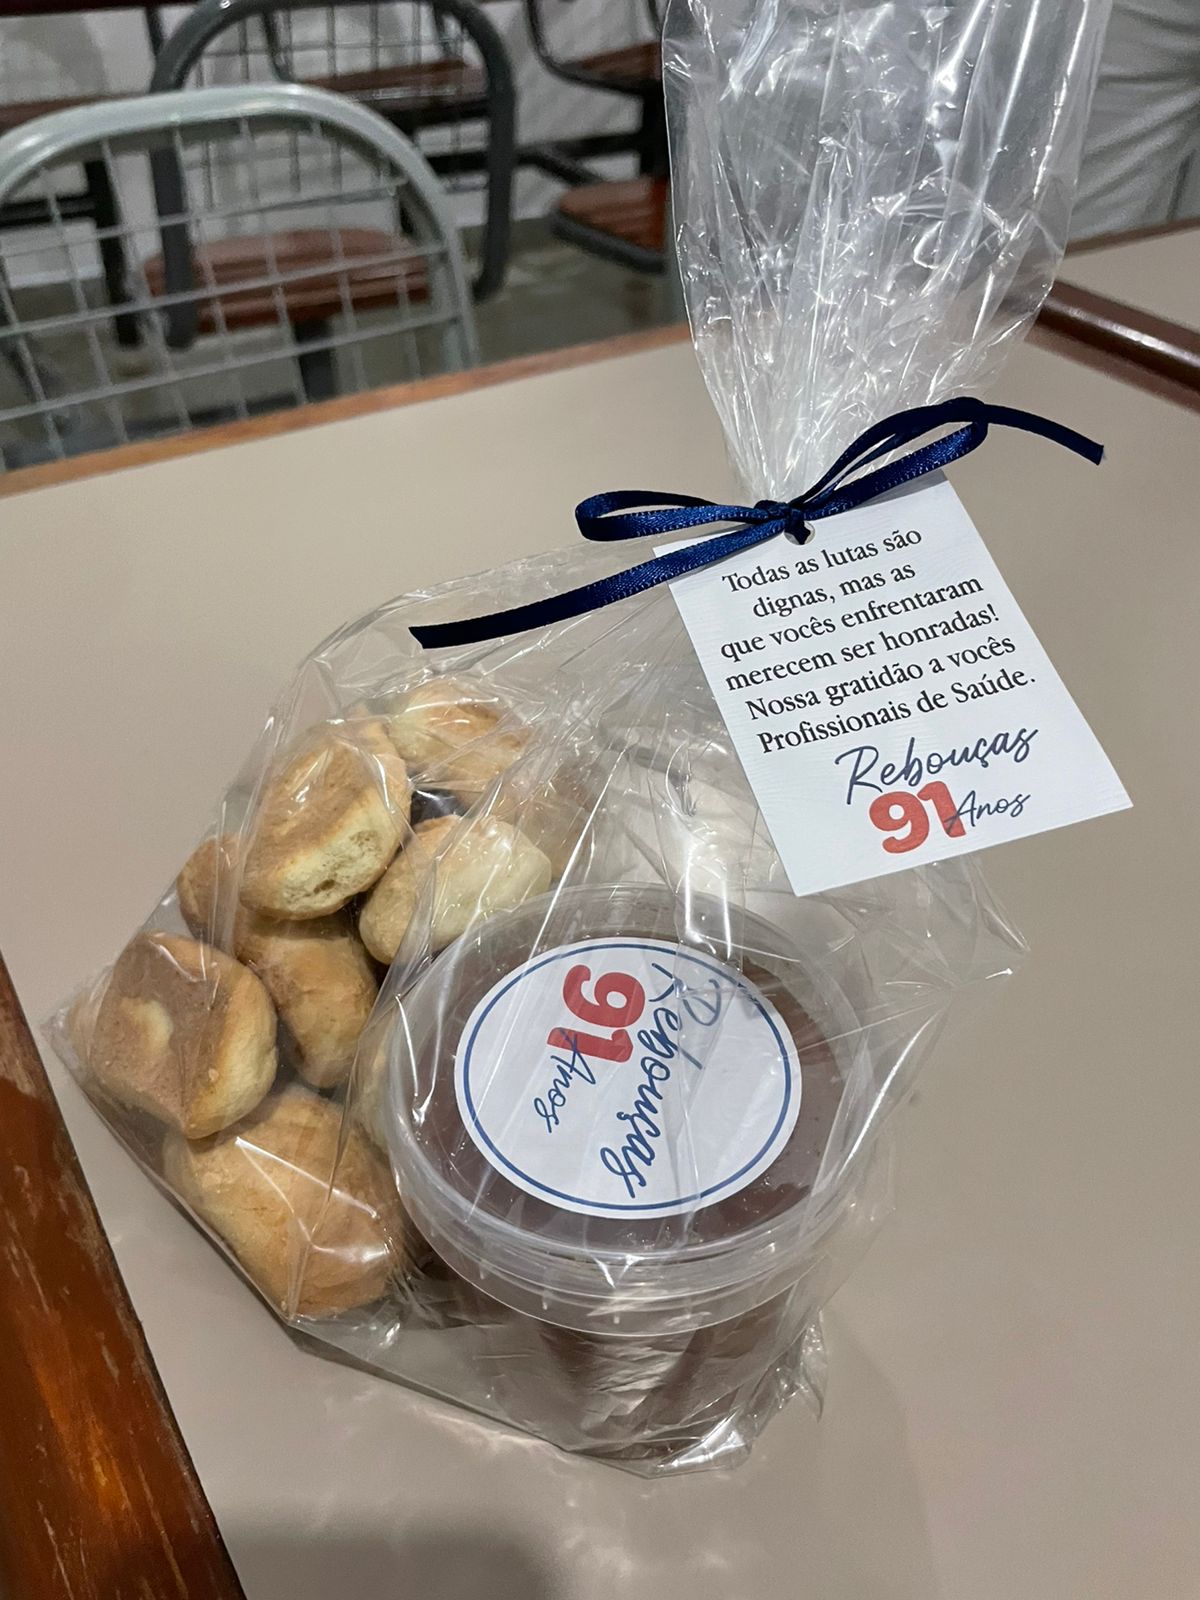 Todas as lutas são
dignas, mas as
que vocês enfrentaram
merecem ser honradas!
Nossa gratidão a vocês
Profissionais de Saúde.
Rebouças
91 Anos
Rebouças
91
Anos